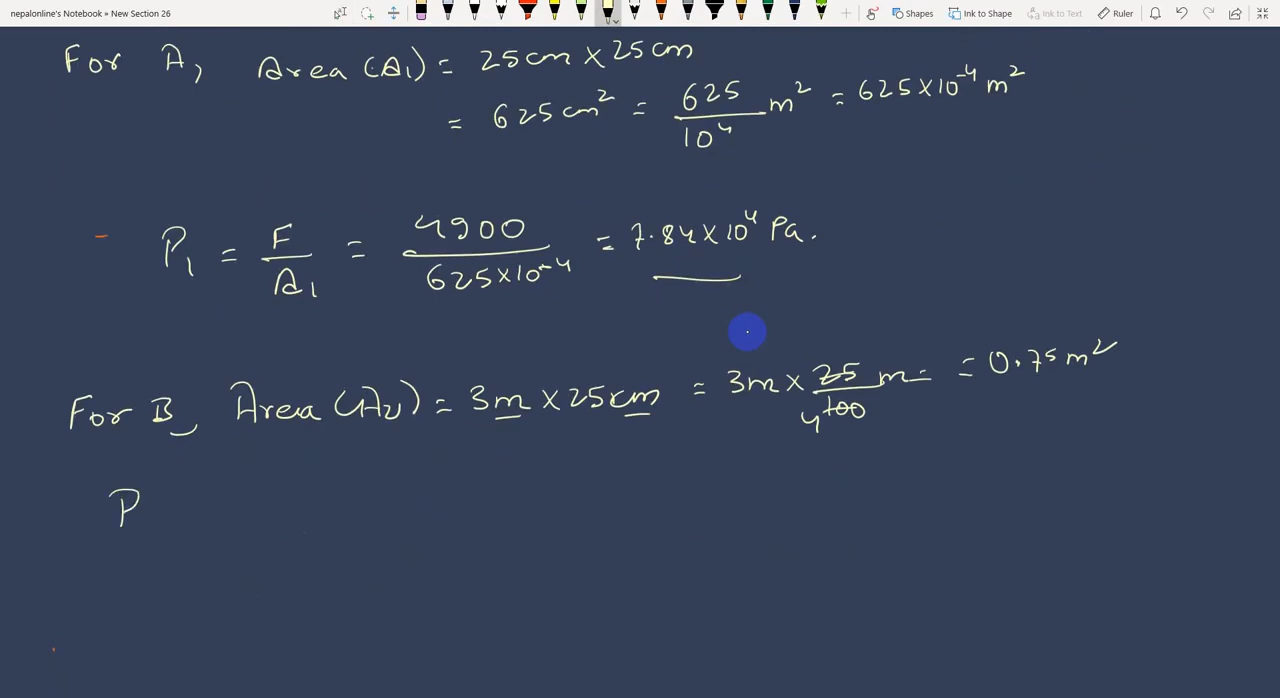 nepalonline's Notebook » New Section 26
Shapes Ink to Shape Ink to Text Ruler
For A, Area (A₁) = 25cm × 25cm
= 625 cm² = 625/10⁴ m² = 625×10⁻⁴ m²
P₁ = F/A₁ = 4900/625×10⁻⁴ = 7.84×10⁴ Pa.
For B, Area (A₂) = 3m × 25cm = 3m × 25/100 m = 0.75m²
4
P